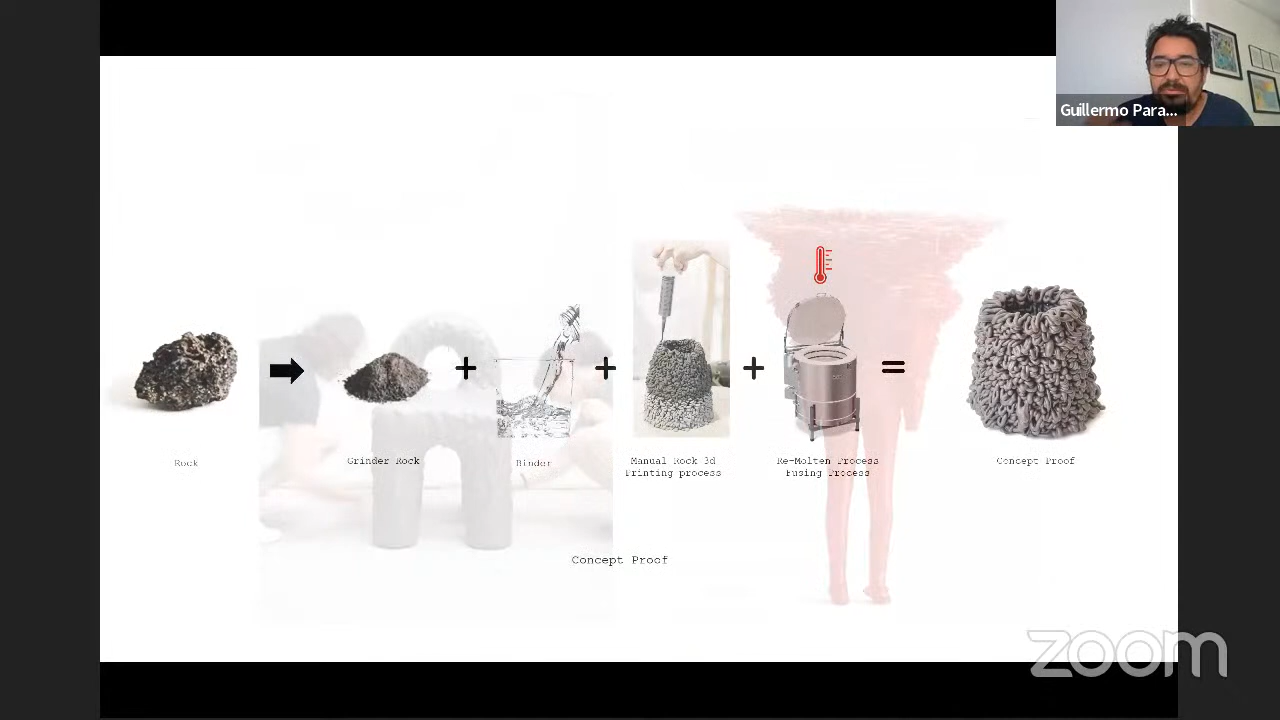 Guillermo Para...
Rock
Grinder Rock
Binder
Manual Rock 3d
Printing process
Re-Molten Process
Fusing Process
Concept Proof
Concept Proof
zoom